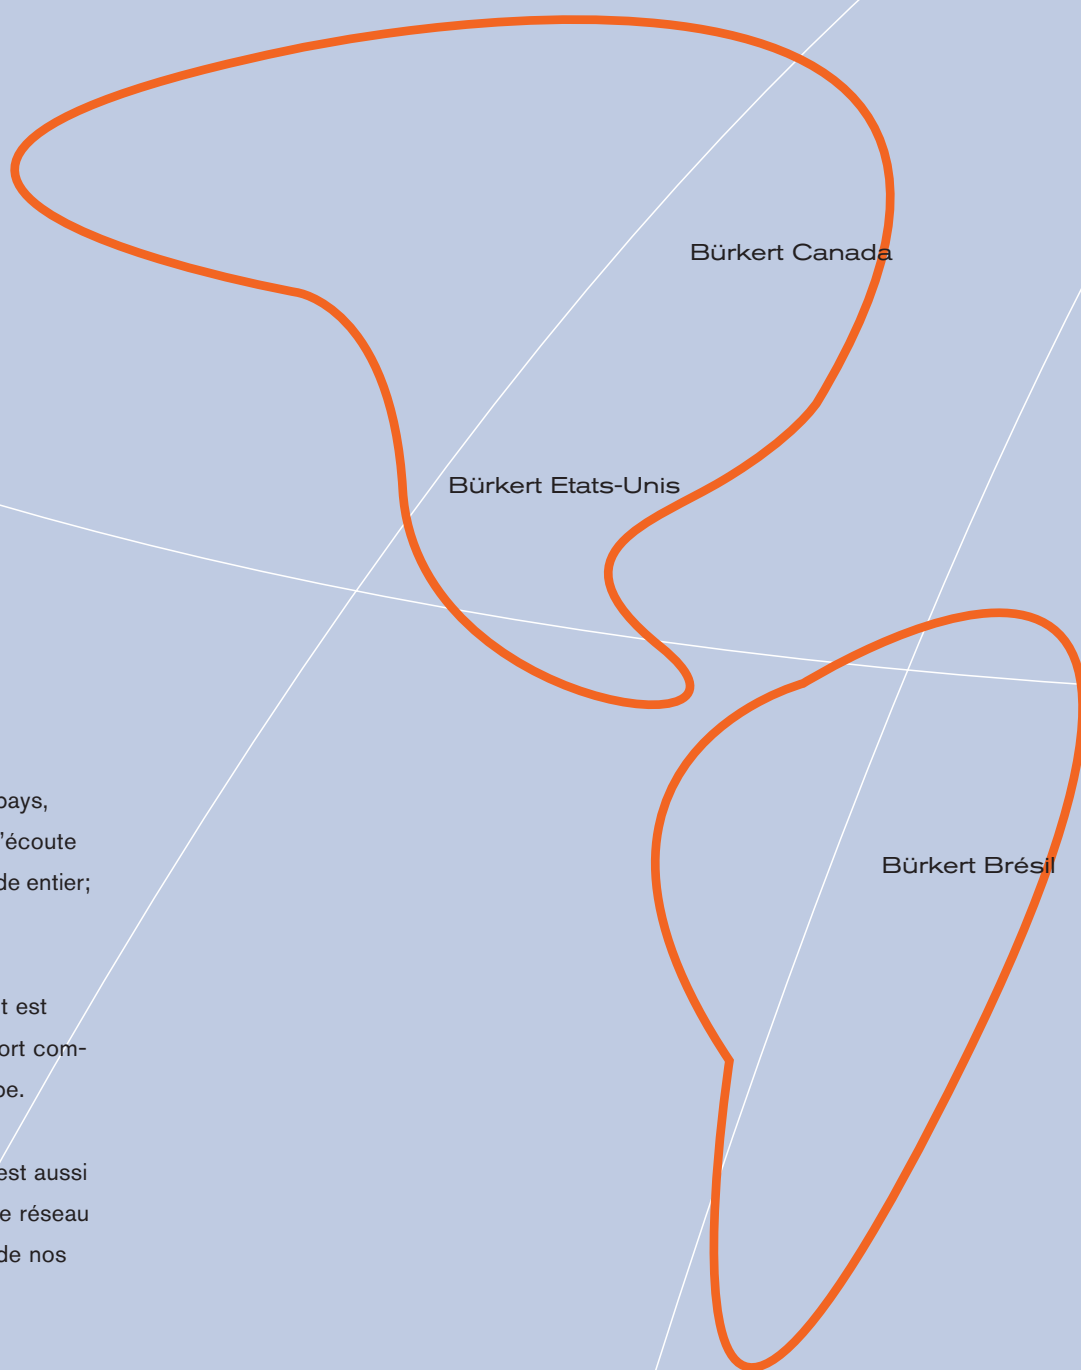 Bürkert Canada
Bürkert Etats-Unis
Bürkert Brésil
pays,
'écoute
de entier;
t est
ort com-
be.
est aussi
e réseau
de nos